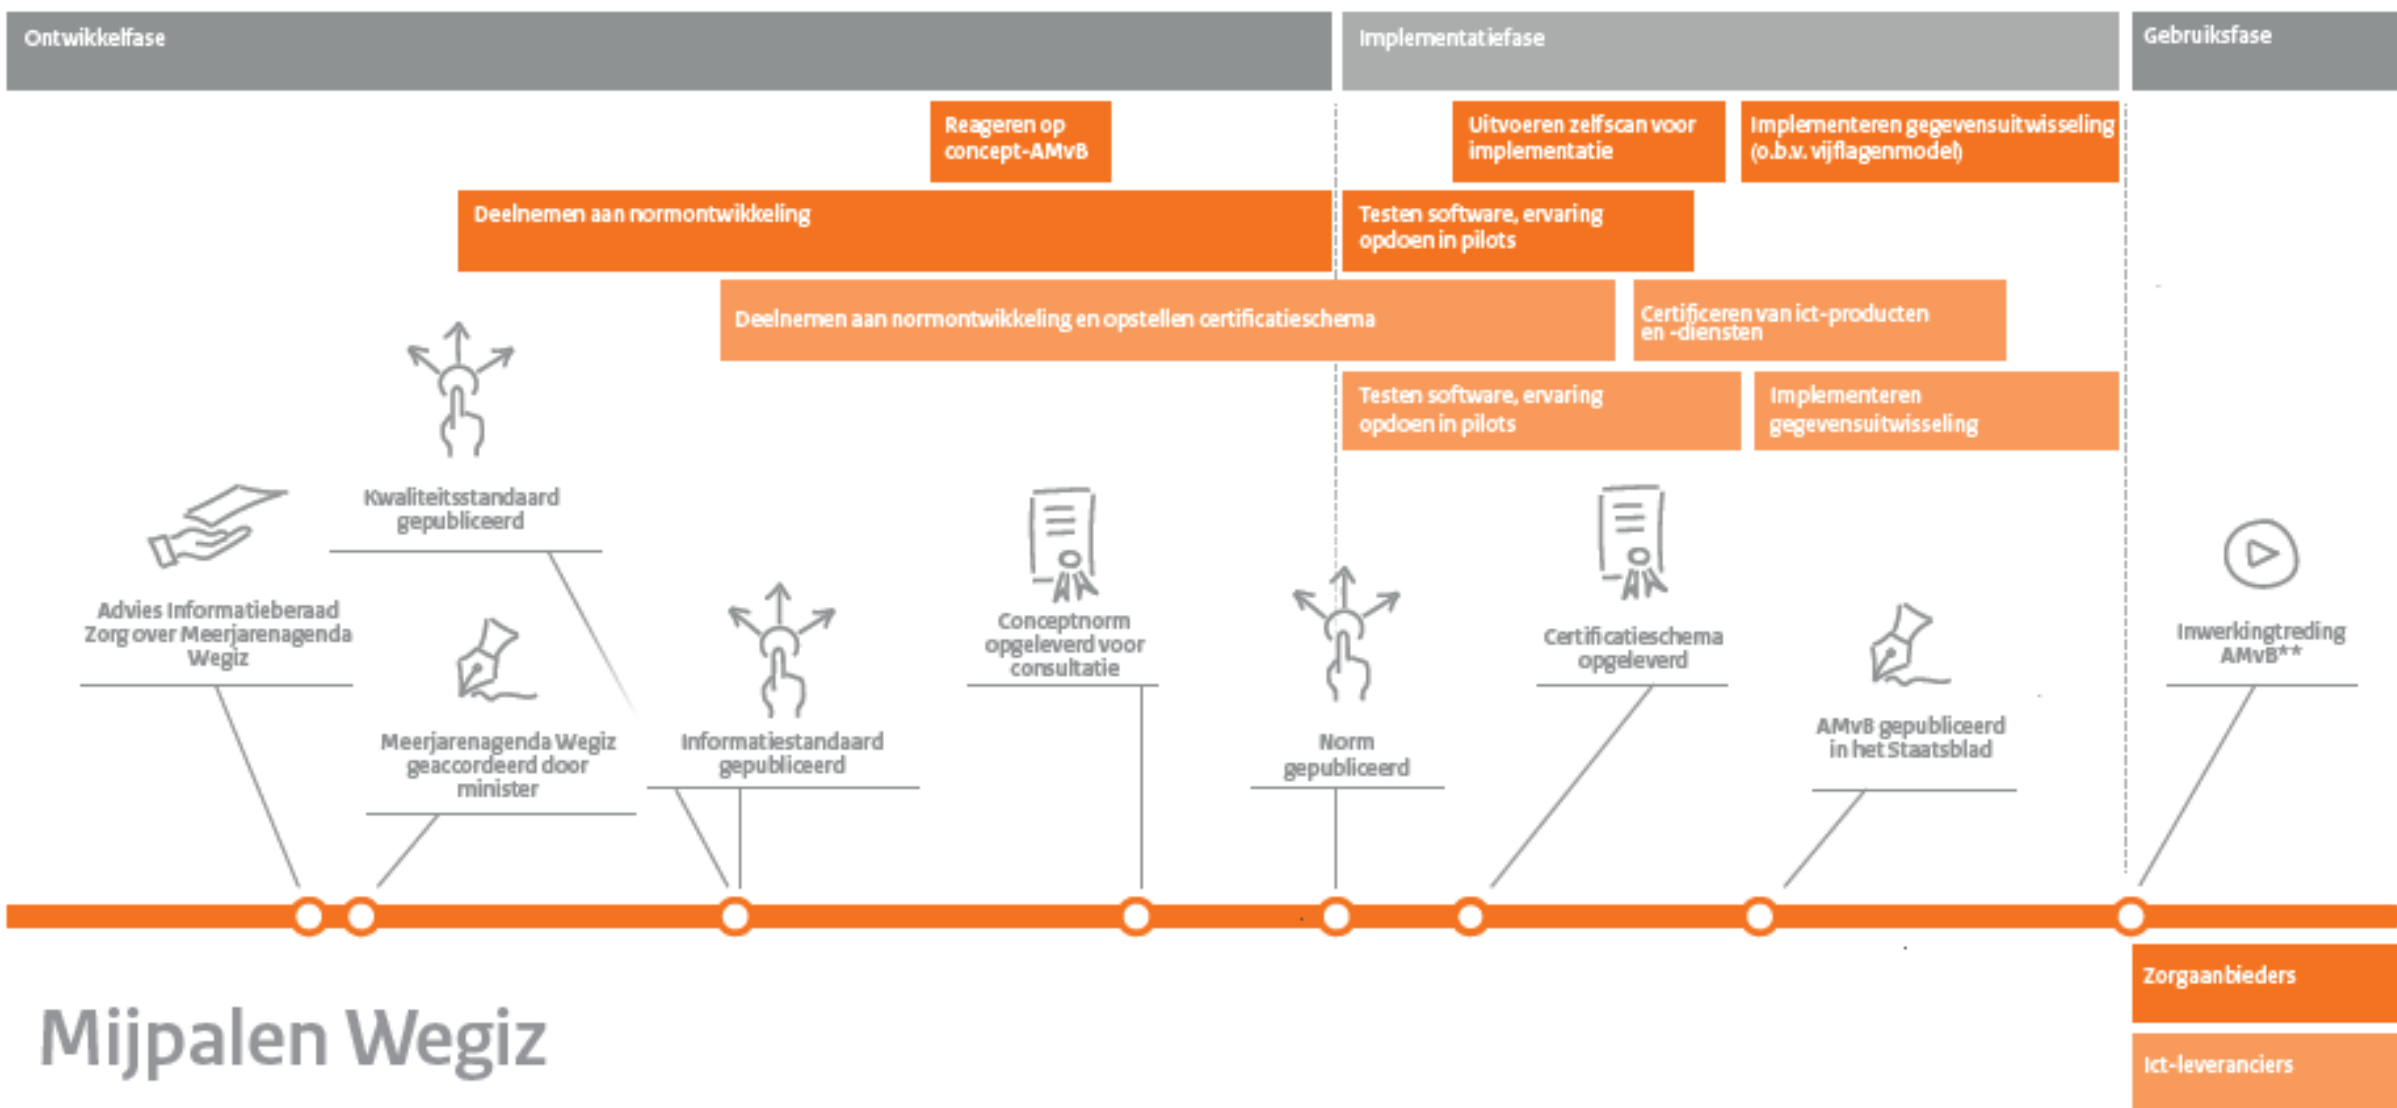 Ontwikkelfase
Implementatiefase
Gebruiksfase
Reageren op
concept-AMvB
Uitvoeren zelfscan voor
implementatie
Implementeren gegevensuitwisseling
(o.b.v. vijflagenmodel)
Deelnemen aan normontwikkeling
Testen software, ervaring
opdoen in pilots
Deelnemen aan normontwikkeling en opstellen certificatieschema
Certificeren van ict-producten
en -diensten
Testen software, ervaring
opdoen in pilots
Implementeren
gegevensuitwisseling
Advies Informatieberaad
Zorg over Meerjarenagenda
Wegiz
Kwaliteitsstandaard
gepubliceerd
Meerjarenagenda Wegiz
geaccordeerd door
minister
Informatiestandaard
gepubliceerd
Conceptnorm
opgeleverd voor
consultatie
Norm
gepubliceerd
Certificatieschema
opgeleverd
AMvB gepubliceerd
in het Staatsblad
Inwerkingtreding
AMvB**
Zorgaanbieders
Ict-leveranciers
Mijpalen Wegiz